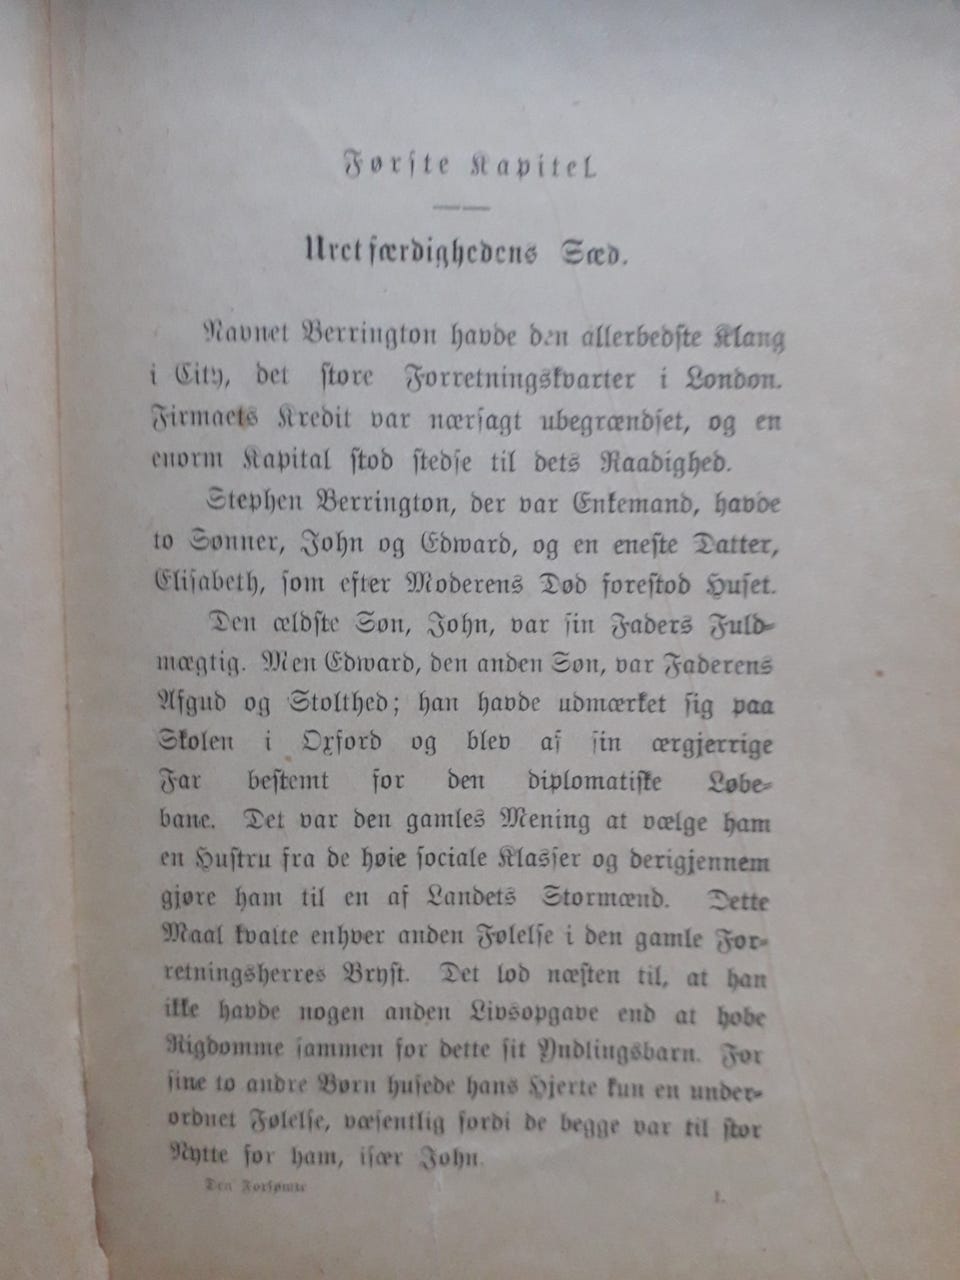 Første Kapitel.
Uretfærdighedens Sæd.
Navnet Berrington havde den allerbedste Klang
i City, det store Forretningskvarter i London.
Firmaets Kredit var nærsagt ubegrændset, og en
enorm Kapital stod stedse til dets Raadighed.
Stephen Berrington, der var Enkemand, havde
to Sønner, John og Edward, og en eneste Datter,
Elisabeth, som efter Moderens Død forestod Huset.
Den ældste Søn, John, var sin Faders Fuld-
mægtig. Men Edward, den anden Søn, var Faderens
Afgud og Stolthed; han havde udmærket sig paa
Skolen i Oxford og blev af sin ærgjerrige
Far bestemt for den diplomatiske Løbe-
bane. Det var den gamles Mening at vælge ham
en Hustru fra de høie sociale Klasser og derigjennem
gjøre ham til en af Landets Stormænd. Dette
Maal kvalte enhver anden Følelse i den gamle For-
retningsherres Bryst. Det lod næsten til, at han
ikke havde nogen anden Livsopgave end at hobe
Rigdomme sammen for dette sit Yndlingsbarn. For
sine to andre Børn husede hans Hjerte kun en under-
ordnet Følelse, væsentlig fordi de begge var til stor
Nytte for ham, især John.
Den Forsømte 1.